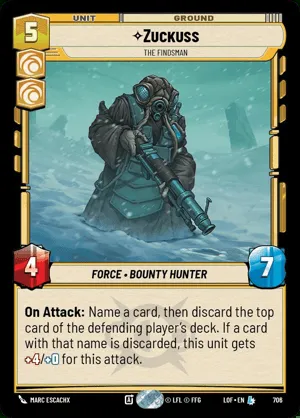 UNIT
GROUND
5
✧Zuckuss
THE FINDSMAN
4
7
FORCE • BOUNTY HUNTER
On Attack: Name a card, then discard the top
card of the defending player's deck. If a card
with that name is discarded, this unit gets
+4/+0 for this attack.
MARC ESCACHX
© LFL © FFG
LOF • EN
706